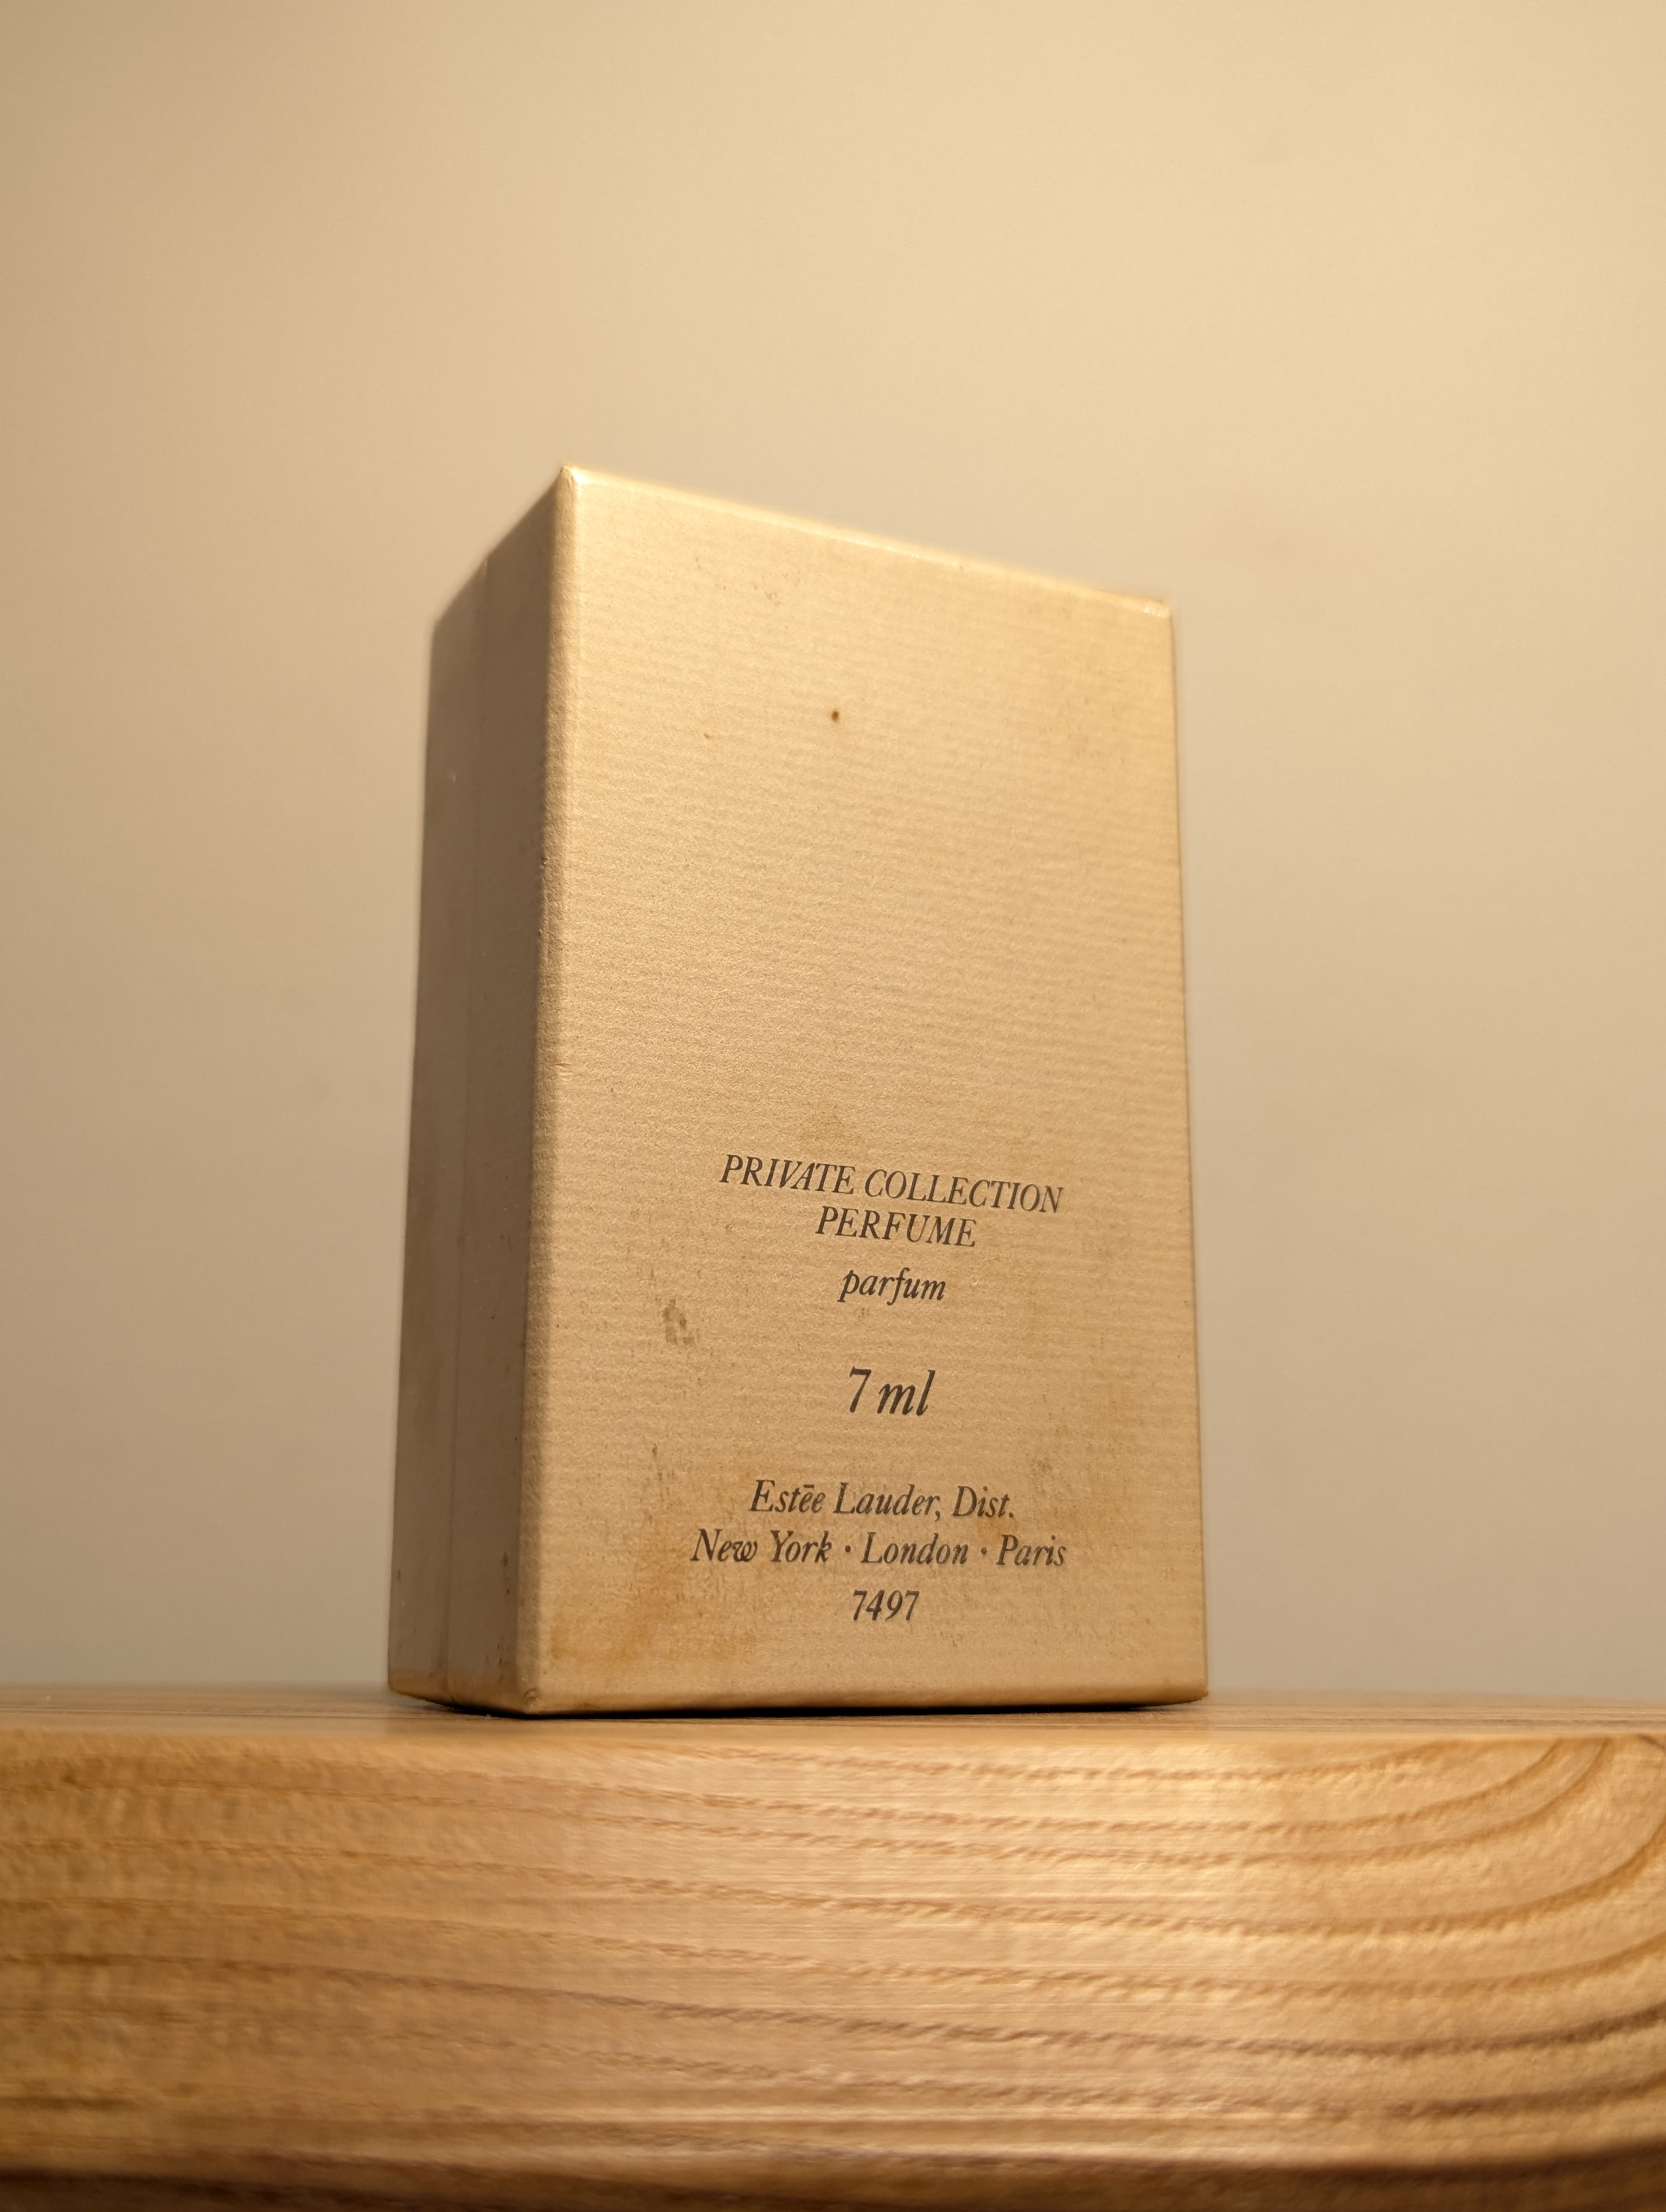 PRIVATE COLLECTION
PERFUME
parfum
7 ml
Estēe Lauder, Dist.
New York · London · Paris
7497